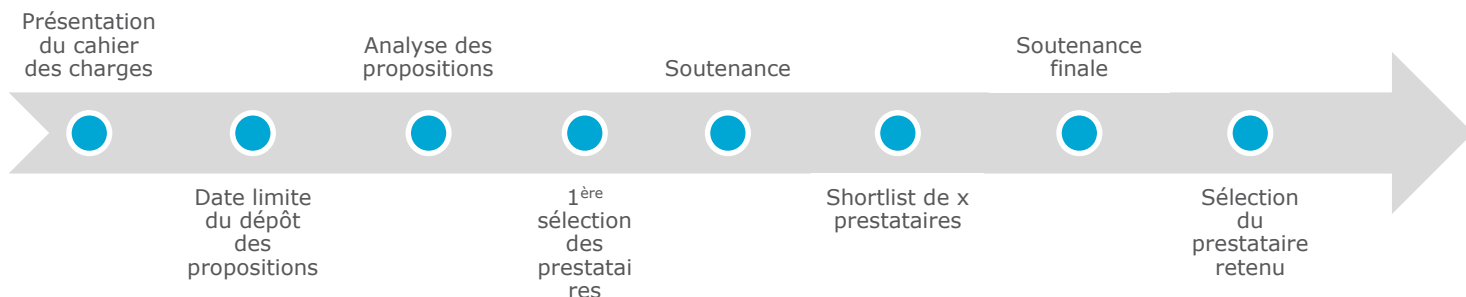 Présentation
du cahier
des charges
Date limite
du dépôt
des
propositions
Analyse des
propositions
1ère
sélection
des
prestatai
res
Soutenance
Shortlist de x
prestataires
Soutenance
finale
Sélection
du
prestataire
retenu